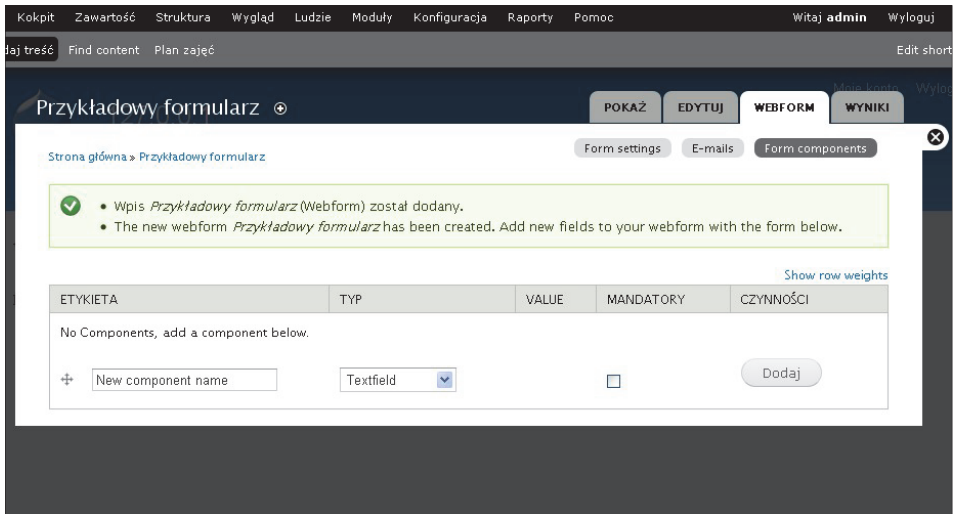 Kokpit Zawartość Struktura Wygląd Ludzie Moduły Konfiguracja Raporty Pomoc Witaj admin Wyloguj
daj treść Find content Plan zajęć Edit short
Moje konto Wylog
Przykładowy formularz POKAŻ EDYTUJ WEBFORM WYNIKI
Strona główna » Przykładowy formularz Form settings E-mails Form components
• Wpis Przykładowy formularz (Webform) został dodany.
• The new webform Przykładowy formularz has been created. Add new fields to your webform with the form below.
Show row weights
ETYKIETA TYP VALUE MANDATORY CZYNNOŚCI
No Components, add a component below.
New component name Textfield Dodaj